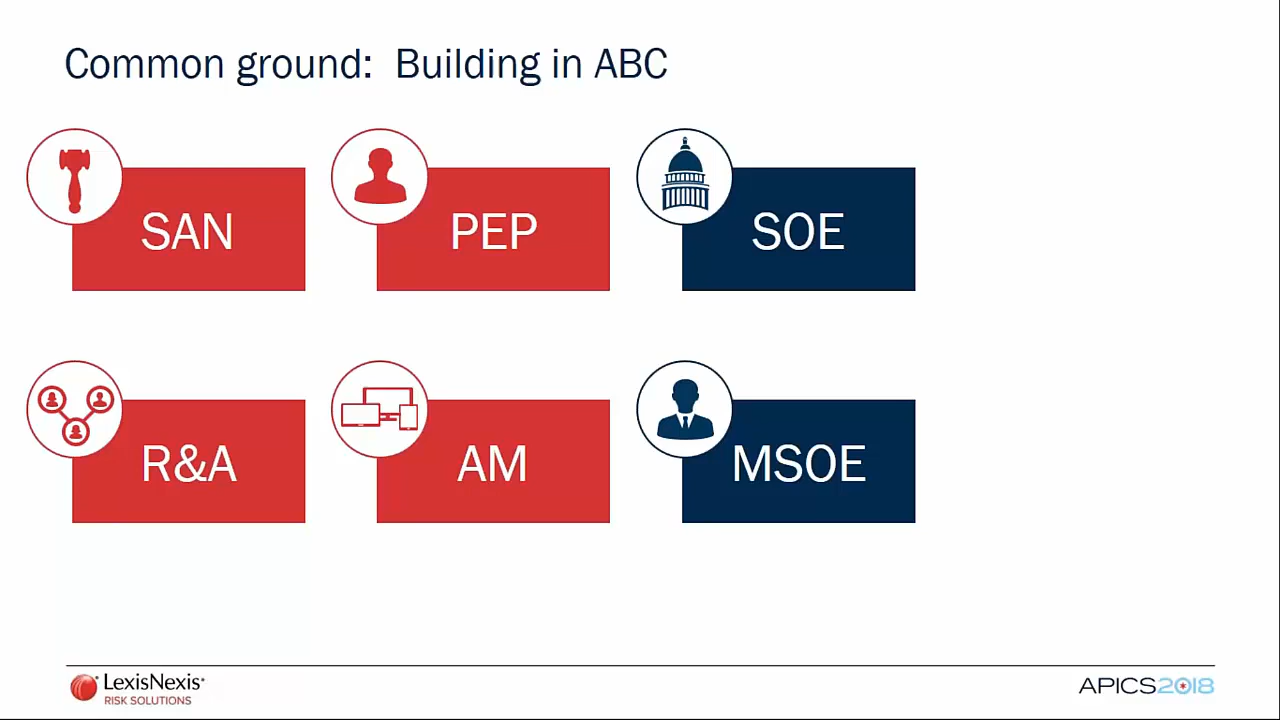 Common ground: Building in ABC
SAN
PEP
SOE
R&A
AM
MSOE
LexisNexis®
RISK SOLUTIONS
APICS2018